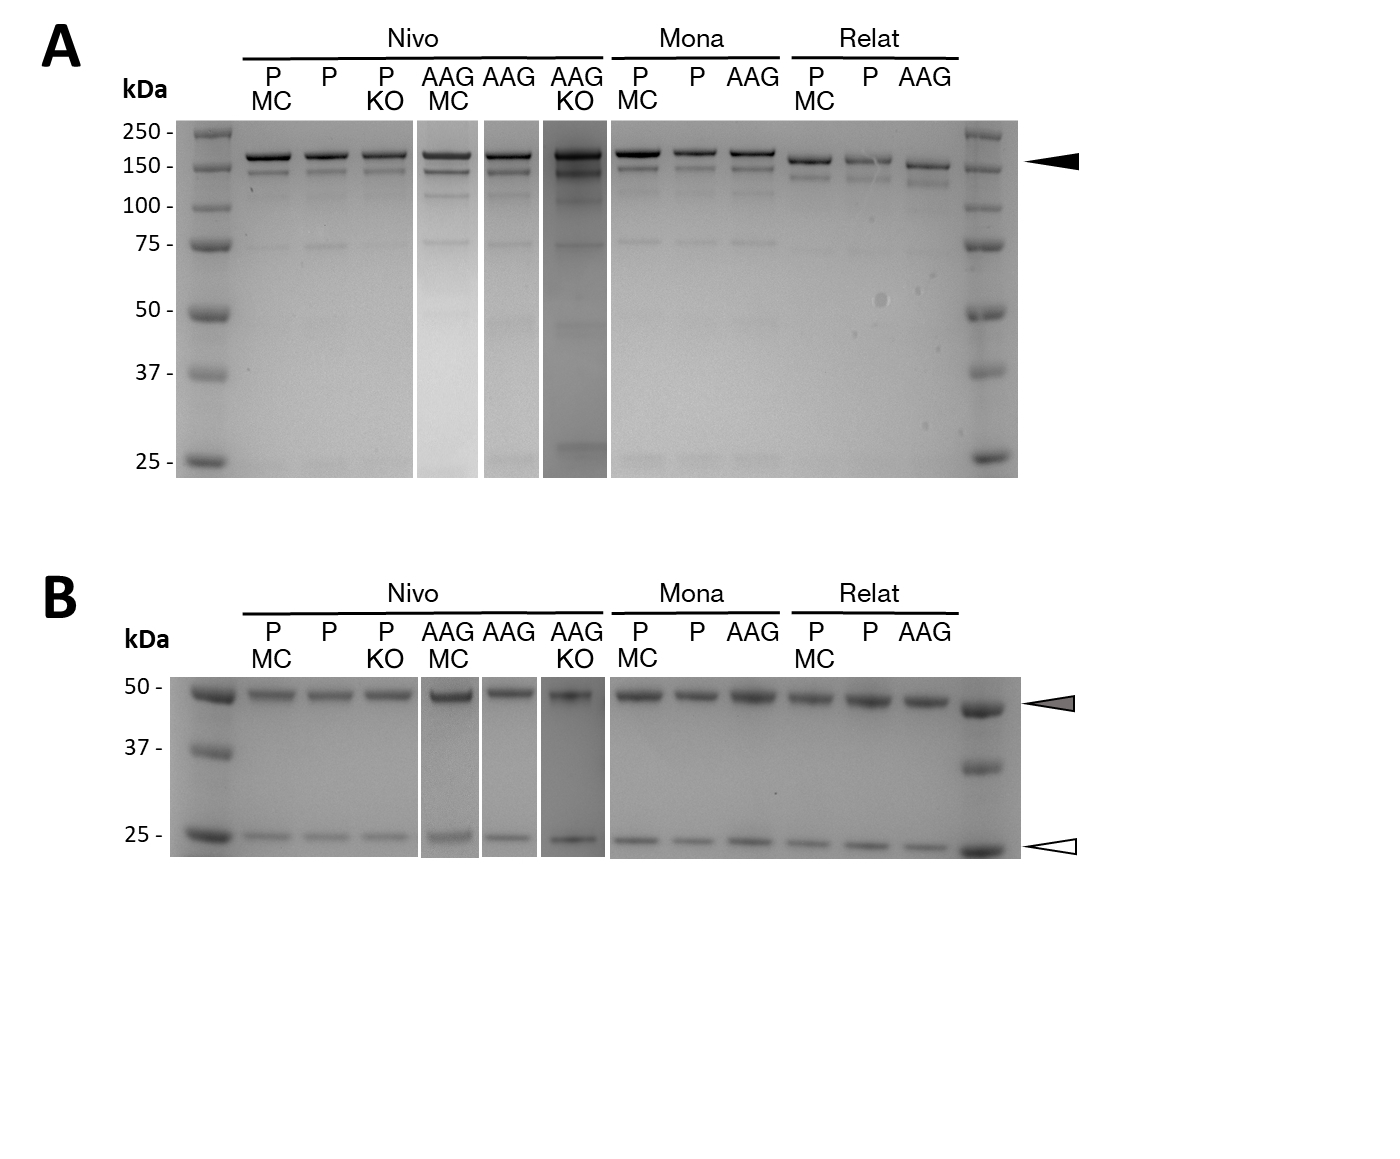 A
Nivo Mona Relat
kDa
P P P AAG AAG AAG P P AAG P P AAG
MC KO MC KO MC MC
250 -
150 -
100 -
75 -
50 -
37 -
25 -
B
Nivo Mona Relat
kDa
P P P AAG AAG AAG P P AAG P P AAG
MC KO MC KO MC MC
50 -
37 -
25 -